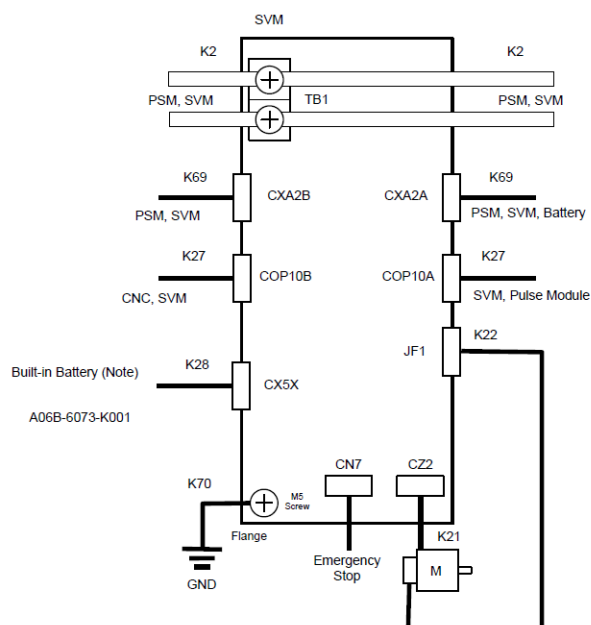 SVM
K2
K2
PSM, SVM
TB1
PSM, SVM
K69
K69
CXA2B
CXA2A
PSM, SVM
PSM, SVM, Battery
K27
K27
COP10B
COP10A
CNC, SVM
SVM, Pulse Module
K22
JF1
K28
Built-in Battery (Note)
CX5X
A06B-6073-K001
CN7
CZ2
K70
M5
Screw
Flange
K21
Emergency
Stop
M
GND